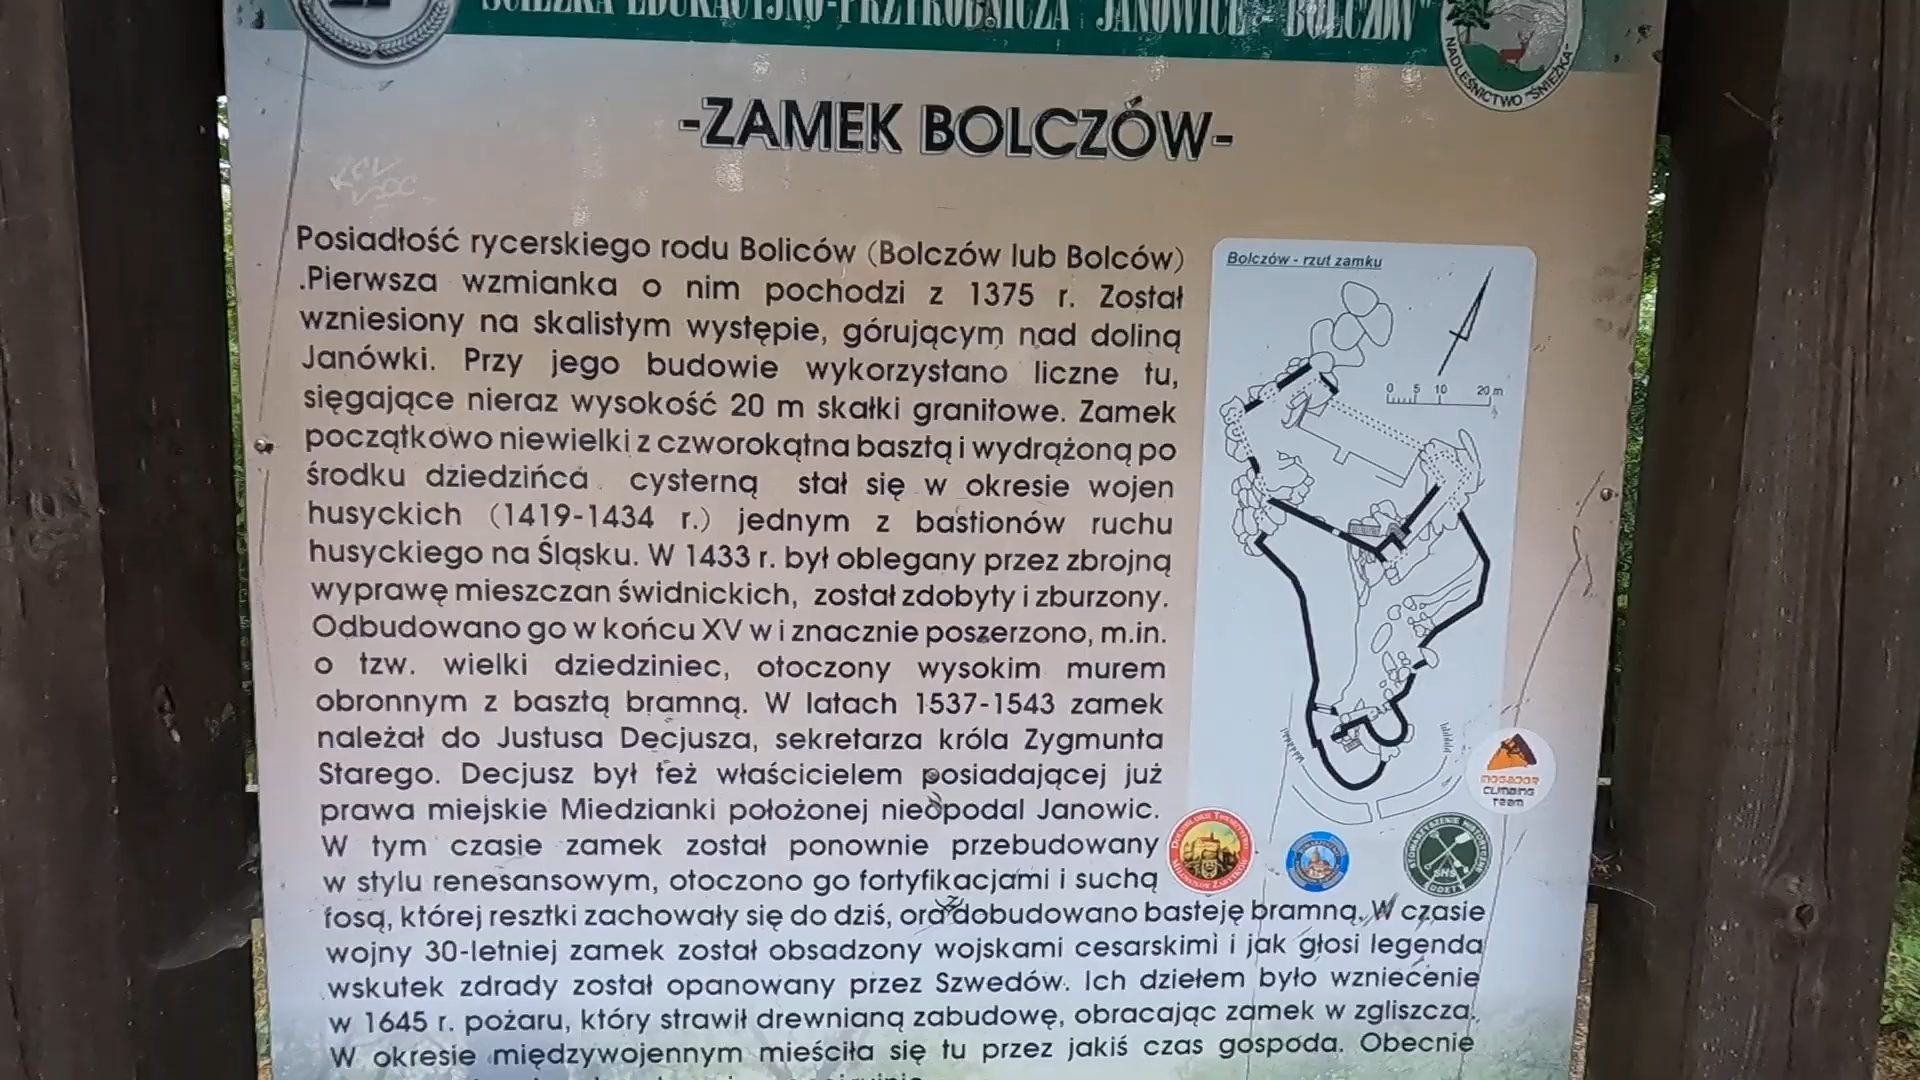 ŚCIEŻKA EDUKACYJNO-PRZYRODNICZA "JANOWICE - BOLCZÓW"
NADLEŚNICTWO "ŚNIEŻKA"
-ZAMEK BOLCZÓW-
Posiadłość rycerskiego rodu Boliców (Bolczów lub Bolców)
.Pierwsza wzmianka o nim pochodzi z 1375 r. Został
wzniesiony na skalistym występie, górującym nad doliną
Janówki. Przy jego budowie wykorzystano liczne tu,
sięgające nieraz wysokość 20 m skałki granitowe. Zamek
początkowo niewielki z czworokątna basztą i wydrążoną po
środku dziedzińca cysterną stał się w okresie wojen
husyckich (1419-1434 r.) jednym z bastionów ruchu
husyckiego na Śląsku. W 1433 r. był oblegany przez zbrojną
wyprawę mieszczan świdnickich, został zdobyty i zburzony.
Odbudowano go w końcu XV w i znacznie poszerzono, m.in.
o tzw. wielki dziedziniec, otoczony wysokim murem
obronnym z basztą bramną. W latach 1537-1543 zamek
należał do Justusa Decjusza, sekretarza króla Zygmunta
Starego. Decjusz był też właścicielem posiadającej już
prawa miejskie Miedzianki położonej nieopodal Janowic.
W tym czasie zamek został ponownie przebudowany
w stylu renesansowym, otoczono go fortyfikacjami i suchą
fosą, której resztki zachowały się do dziś, oraz dobudowano basteję bramną. W czasie
wojny 30-letniej zamek został obsadzony wojskami cesarskimi i jak głosi legenda
wskutek zdrady został opanowany przez Szwedów. Ich dziełem było wzniecenie
w 1645 r. pożaru, który strawił drewnianą zabudowę, obracając zamek w zgliszcza.
W okresie międzywojennym mieściła się tu przez jakiś czas gospoda. Obecnie
Bolczów - rzut zamku
0 5 10 20 m
MOSADOR
CLIMBING
TEAM
STOWARZYSZENIE HISTORYCZNE
SHS
SUDETY